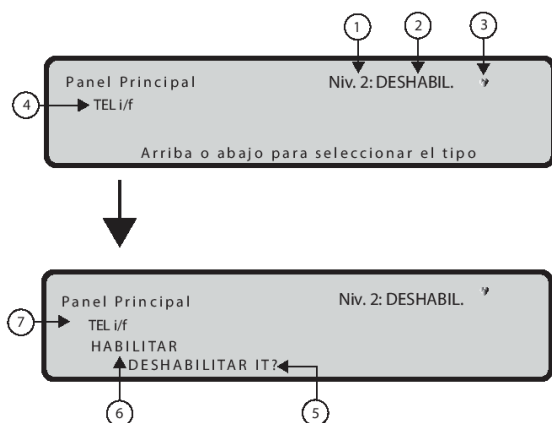 1 2 3
Panel Principal Niv. 2: DESHABIL.
4 TEL i/f
Arriba o abajo para seleccionar el tipo
Panel Principal Niv. 2: DESHABIL.
7 TEL i/f
HABILITAR
DESHABILITAR IT?
6 5